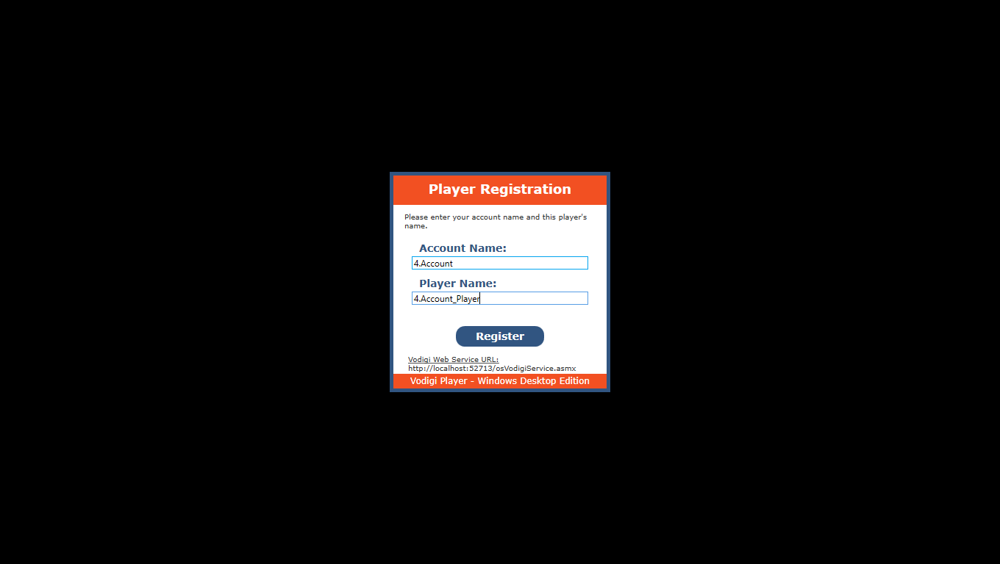 Player Registration
Please enter your account name and this player's
name.
Account Name:
4.Account
Player Name:
4.Account_Player
Register
Vodigi Web Service URL:
http://localhost:52713/osVodigiService.asmx
Vodigi Player - Windows Desktop Edition